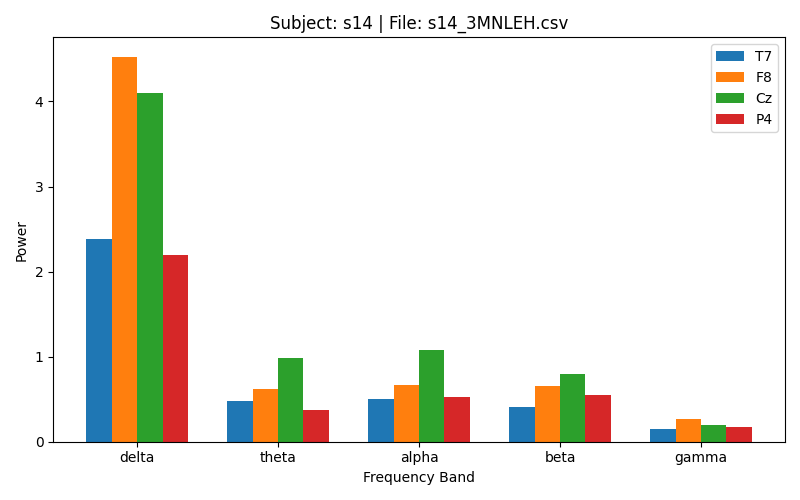 Subject: s14 | File: s14_3MNLEH.csv
T7
F8
Cz
P4
Power
4
3
2
1
0
delta theta alpha beta gamma
Frequency Band